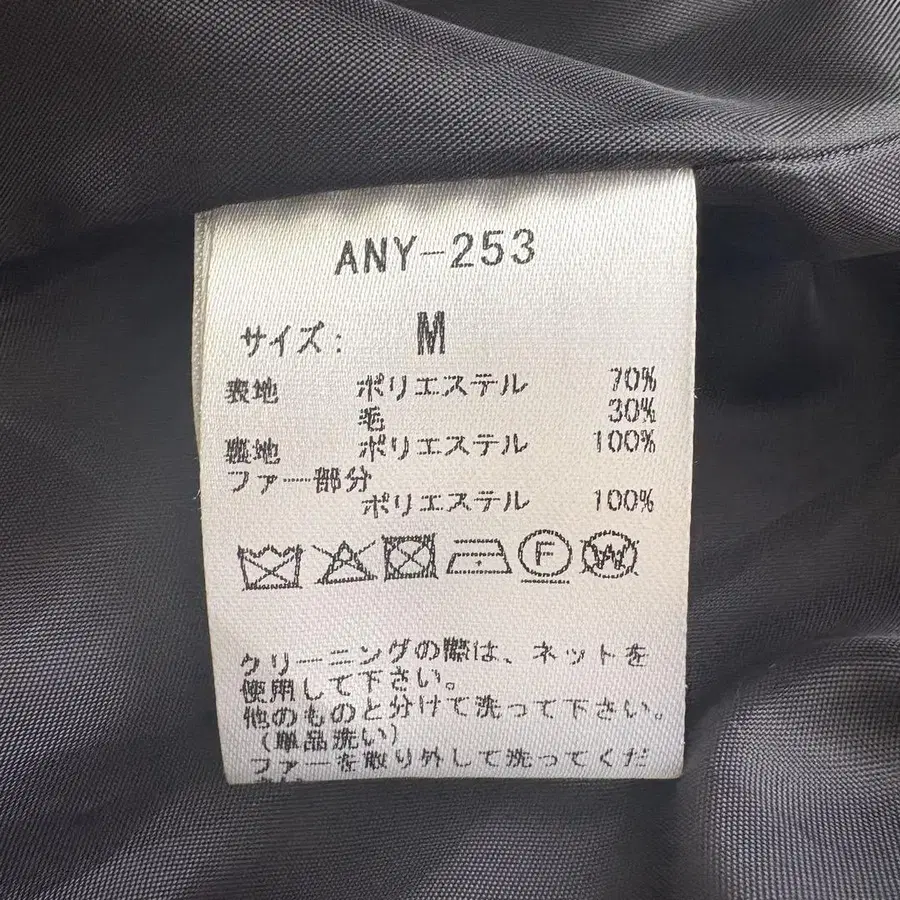 ANY-253
サイズ: M
表地 ポリエステル 70%
毛 30%
裏地 ポリエステル 100%
ファー部分
ポリエステル 100%
F W
クリーニングの際は、ネットを
使用して下さい。
他のものと分けて洗って下さい。
(単品洗い)
ファーを取り外して洗ってくだ